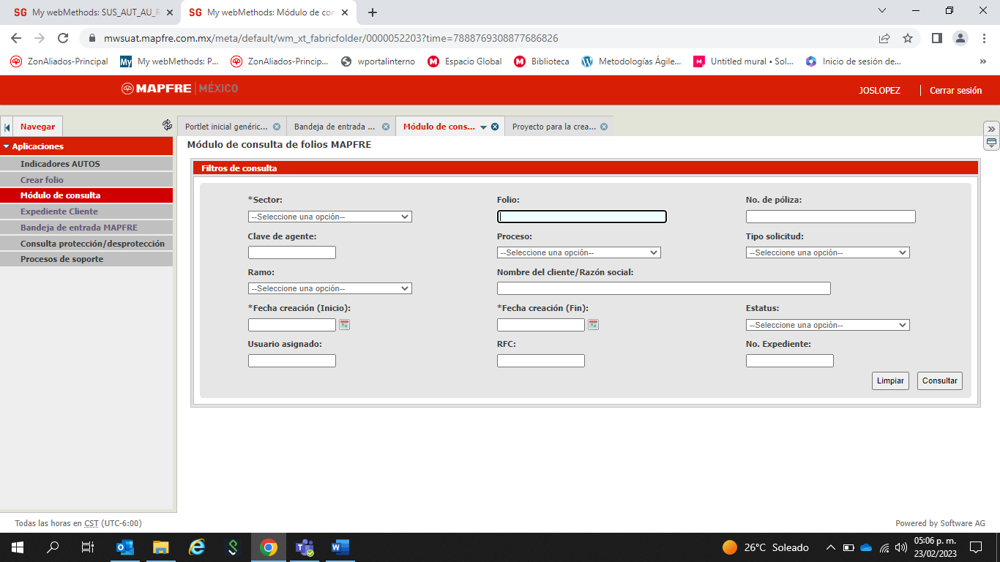 SG My webMethods: SUS_AUT_AU_R
SG My webMethods: Módulo de con
mwsuat.mapfre.com.mx/meta/default/wm_xt_fabricfolder/0000052203?time=7888769308877686826
ZonAliados-Principal My webMethods: P... ZonAliados-Princip... wportalinterno Espacio Global Biblioteca Metodologías Ágile... Untitled mural • Sol... Inicio de sesión de... »
MAPFRE | MÉXICO
JOSLOPEZ | Cerrar sesión
Navegar
Portlet inicial genéric... Bandeja de entrada ... Módulo de cons... Proyecto para la crea...
Aplicaciones
Indicadores AUTOS
Crear folio
Módulo de consulta
Expediente Cliente
Bandeja de entrada MAPFRE
Consulta protección/desprotección
Procesos de soporte
Módulo de consulta de folios MAPFRE
Filtros de consulta
*Sector: Folio: No. de póliza:
--Seleccione una opción--
Clave de agente: Proceso: Tipo solicitud:
--Seleccione una opción-- --Seleccione una opción--
Ramo: Nombre del cliente/Razón social:
--Seleccione una opción--
*Fecha creación (Inicio): *Fecha creación (Fin): Estatus:
--Seleccione una opción--
Usuario asignado: RFC: No. Expediente:
Limpiar Consultar
Todas las horas en CST (UTC-6:00)
Powered by Software AG
26°C Soleado
05:06 p. m.
23/02/2023